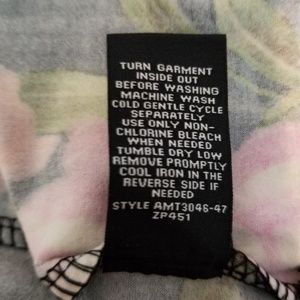 TURN GARMENT
INSIDE OUT
BEFORE WASHING
MACHINE WASH
COLD GENTLE CYCLE
SEPARATELY
USE ONLY NON-
CHLORINE BLEACH
WHEN NEEDED
TUMBLE DRY LOW
REMOVE PROMPTLY
COOL IRON IN THE
REVERSE SIDE IF
NEEDED
STYLE AMT3046-47
ZP451